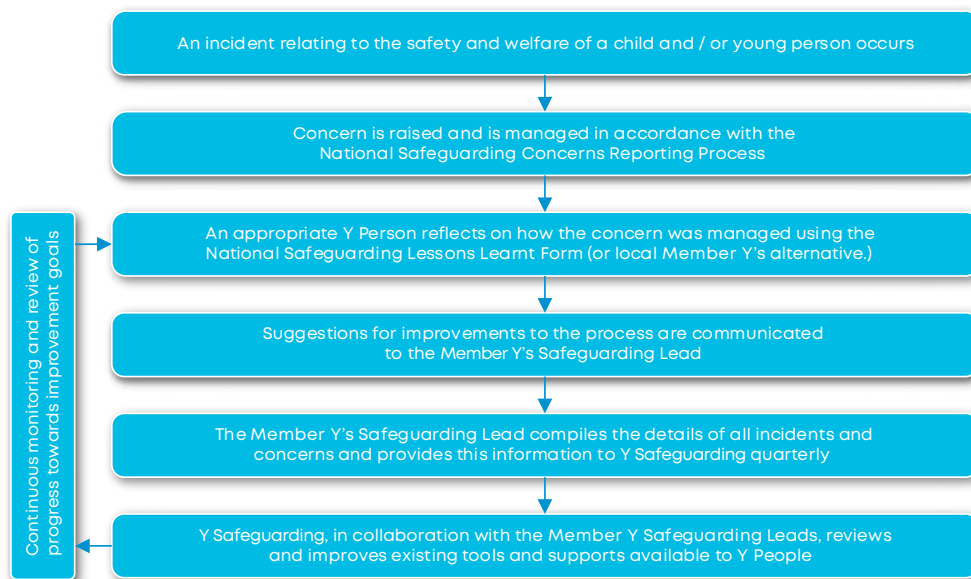 An incident relating to the safety and welfare of a child and / or young person occurs
Concern is raised and is managed in accordance with the
National Safeguarding Concerns Reporting Process
An appropriate Y Person reflects on how the concern was managed using the
National Safeguarding Lessons Learnt Form (or local Member Y's alternative.)
Suggestions for improvements to the process are communicated
to the Member Y's Safeguarding Lead
The Member Y's Safeguarding Lead compiles the details of all incidents and
concerns and provides this information to Y Safeguarding quarterly
Y Safeguarding, in collaboration with the Member Y Safeguarding Leads, reviews
and improves existing tools and supports available to Y People
Continuous monitoring and review of
progress towards improvement goals